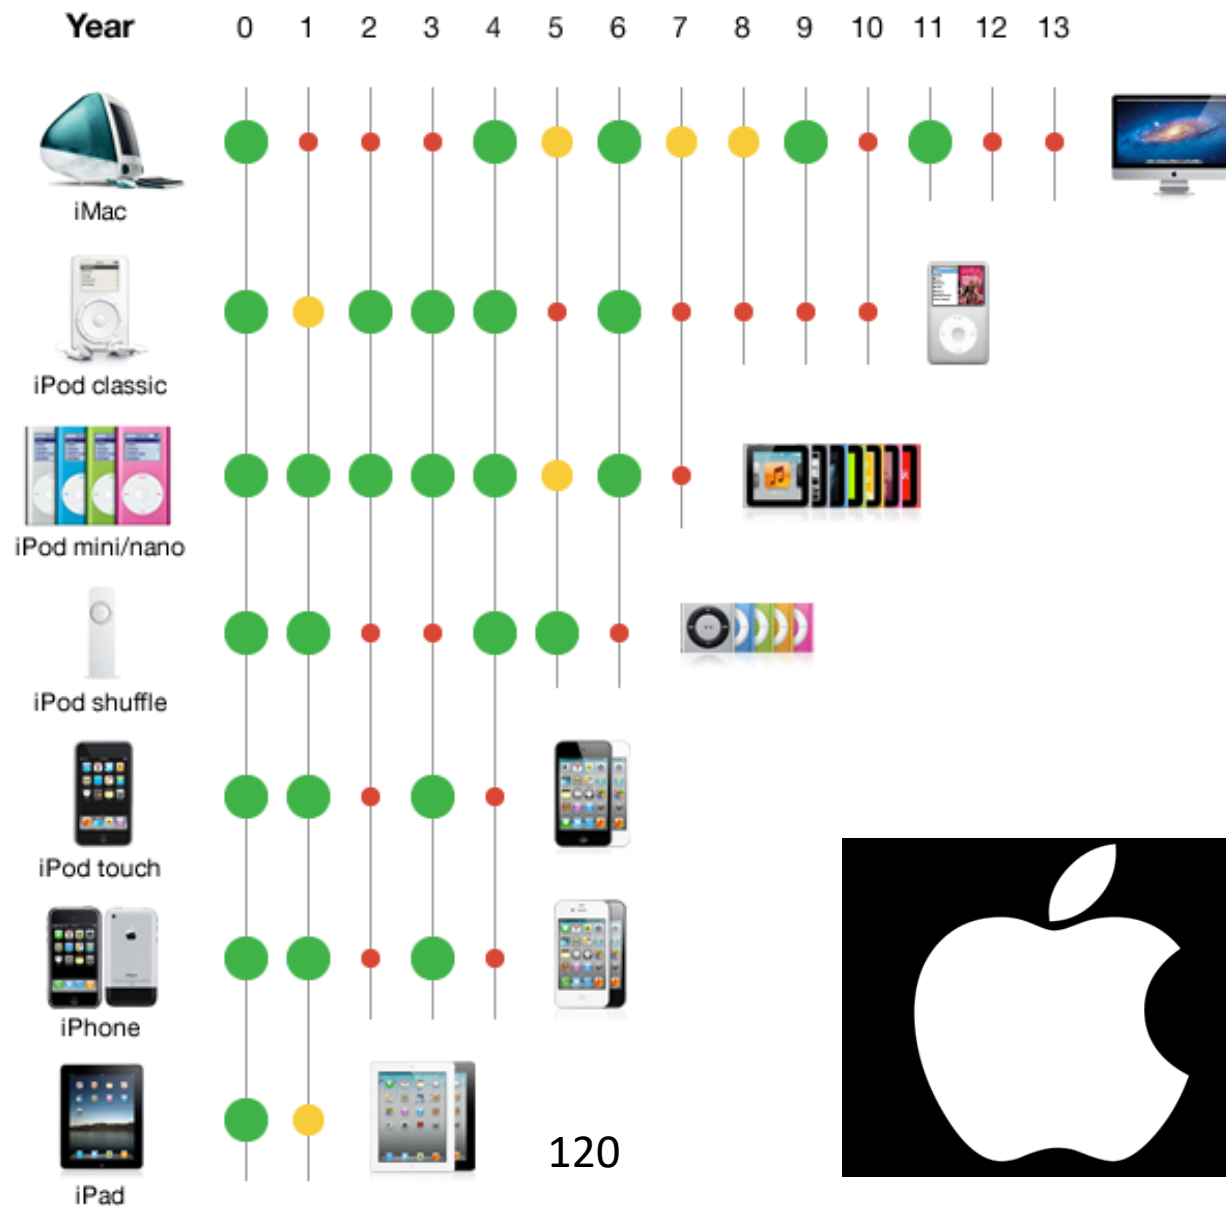 Year 0 1 2 3 4 5 6 7 8 9 10 11 12 13
iMac
iPod classic
iPod mini/nano
iPod shuffle
iPod touch
iPhone
iPad
120